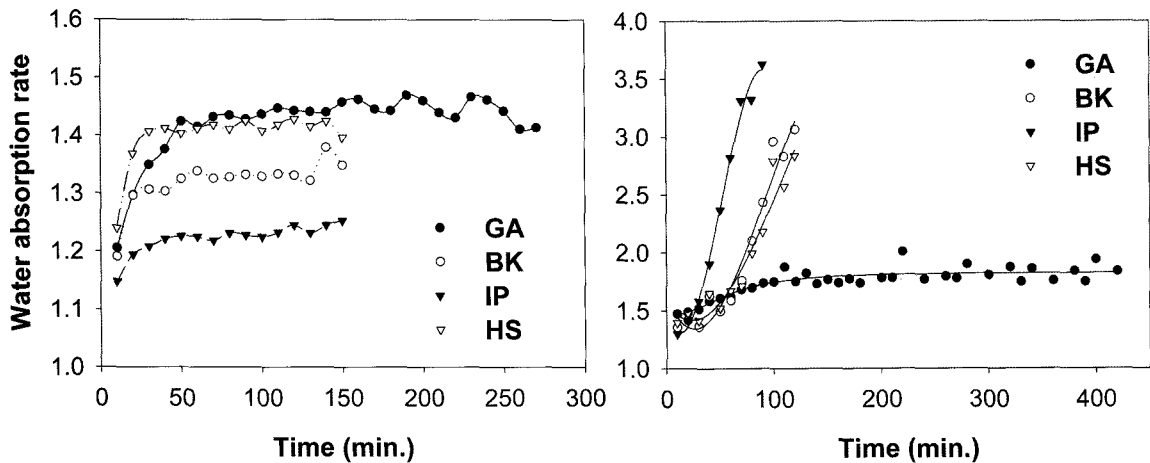 Water absorption rate
1.6
1.5
1.4
1.3
1.2
1.1
1.0
0 50 100 150 200 250 300
Time (min.)
GA
BK
IP
HS
4.0
3.5
3.0
2.5
2.0
1.5
1.0
0 100 200 300 400
Time (min.)
GA
BK
IP
HS